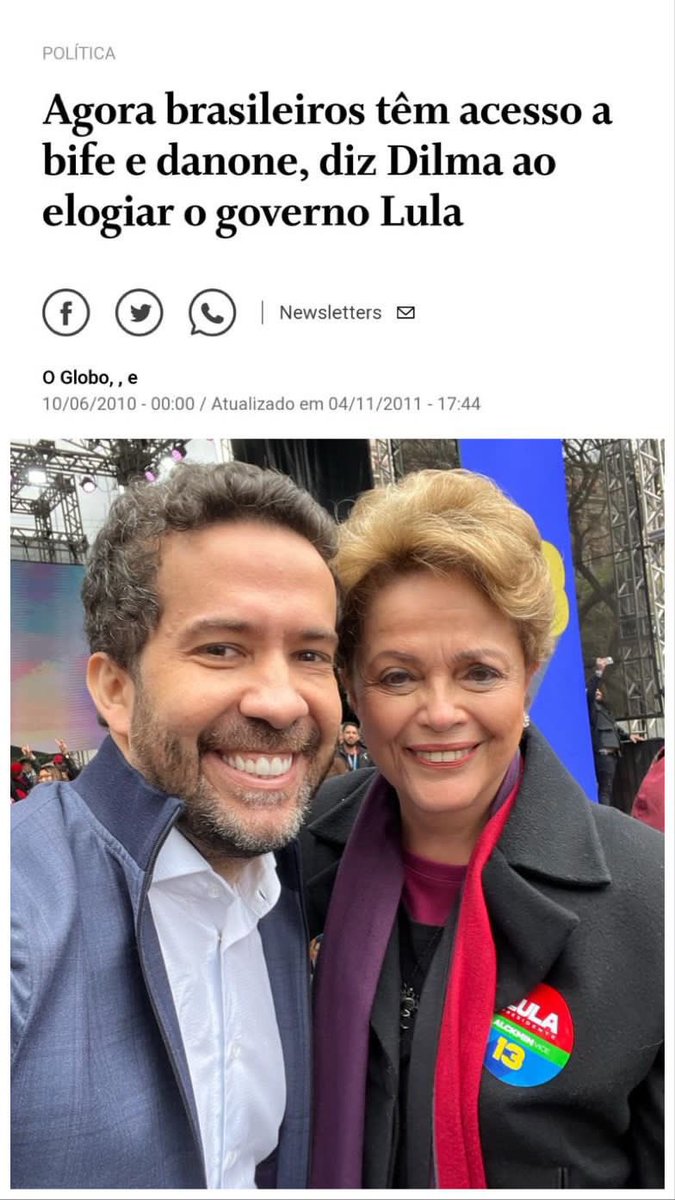 POLÍTICA
Agora brasileiros têm acesso a
bife e danone, diz Dilma ao
elogiar o governo Lula
Newsletters
O Globo, , e
10/06/2010 - 00:00 / Atualizado em 04/11/2011 - 17:44
LULA
PRESIDENTE
ALCKMIN VICE
13